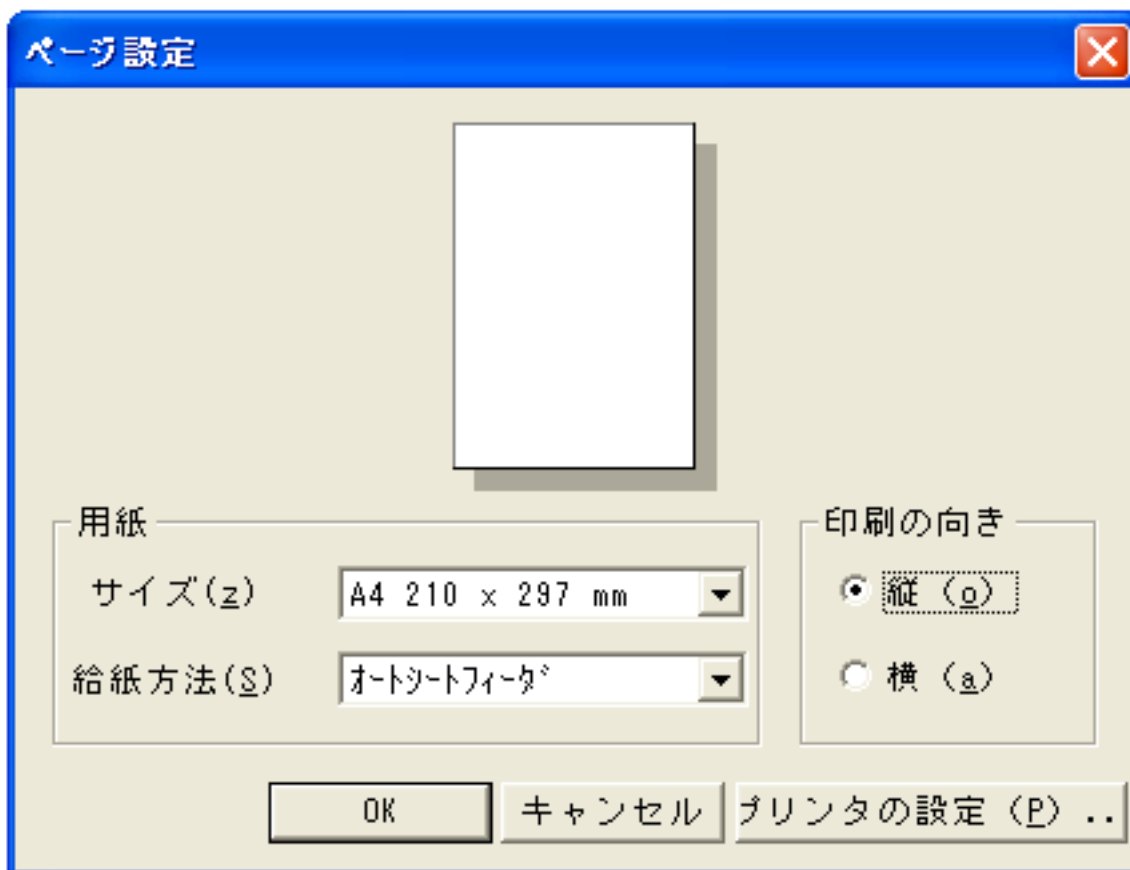 ページ設定
用紙
サイズ(z)
A4 210 x 297 mm
給紙方法(S)
ｵｰﾄｼｰﾄﾌｨｰﾀﾞ
印刷の向き
縦 (o)
横 (a)
OK
キャンセル
プリンタの設定 (P) ..